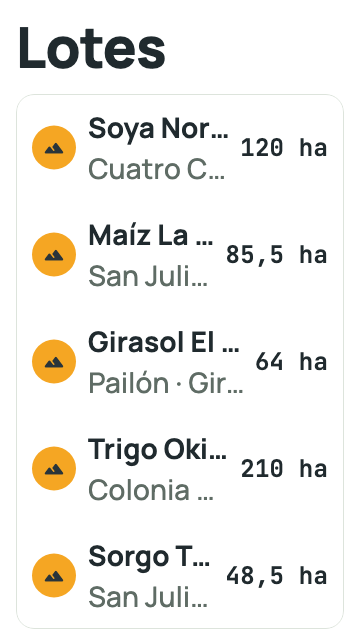 Lotes
Soya Nor...
120 ha
Cuatro C...
Maíz La ...
85,5 ha
San Juli...
Girasol El ...
64 ha
Pailón · Gir...
Trigo Oki...
210 ha
Colonia ...
Sorgo T...
48,5 ha
San Juli...